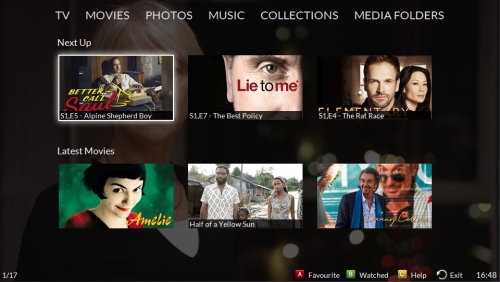 TV MOVIES PHOTOS MUSIC COLLECTIONS MEDIA FOLDERS
Next Up
BETTER
CALL
Saul
Lie to me
ELEMENTARY
S1,E5 - Alpine Shepherd Boy
S1,E7 - The Best Policy
S1,E4 - The Rat Race
Latest Movies
Amélie
Danny Collins
Half of a Yellow Sun
1/17
A Favourite
B Watched
C Help
Exit
16:48